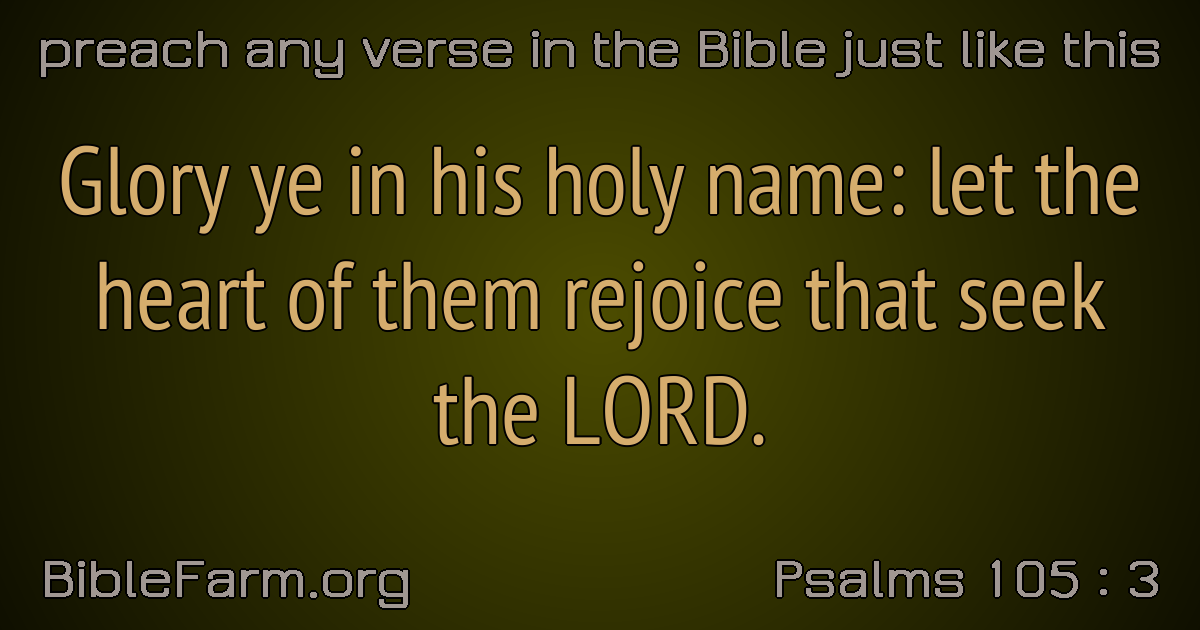 preach any verse in the Bible just like this
Glory ye in his holy name: let the
heart of them rejoice that seek
the LORD.
BibleFarm.org
Psalms 105 : 3